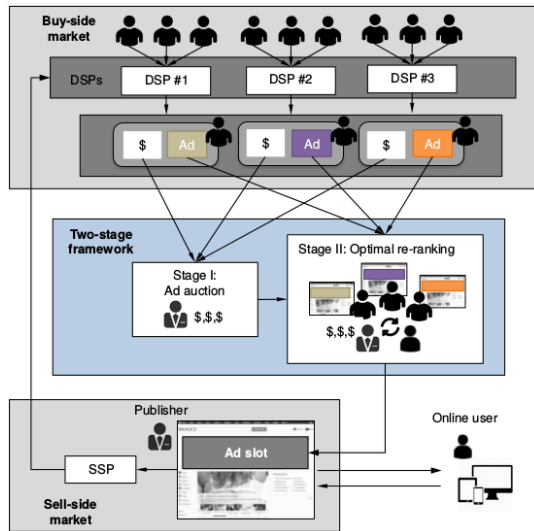 Buy-side
market
DSPs
DSP #1
DSP #2
DSP #3
$
Ad
$
Ad
$
Ad
Two-stage
framework
Stage I:
Ad auction
$,$,$
Stage II: Optimal re-ranking
$,$,$
Publisher
Ad slot
SSP
Sell-side
market
Online user